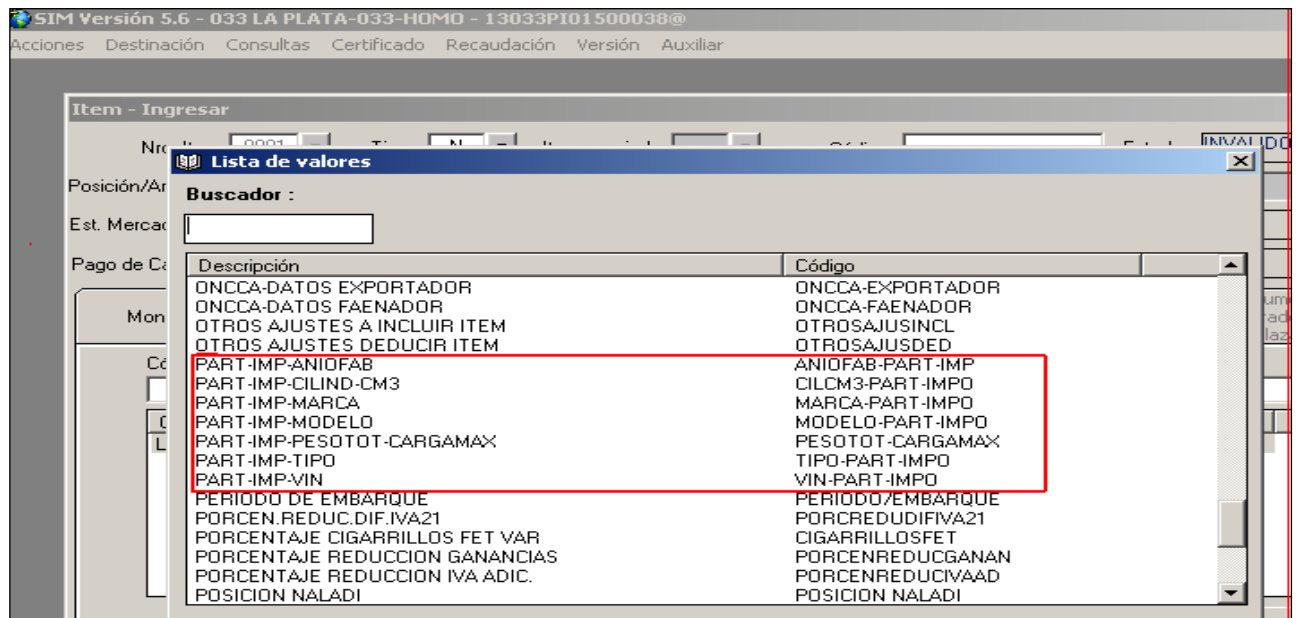 SIM Versión 5.6 - 033 LA PLATA-033-HOMO - 13033PI01500038@
Acciones Destinación Consultas Certificado Recaudación Versión Auxiliar
Item - Ingresar
INVALIDO
Lista de valores
Posición/Ar
Buscador :
Est. Mercad
Pago de Ca
Descripción Código
ONCCA-DATOS EXPORTADOR ONCCA-EXPORTADOR
ONCCA-DATOS FAENADOR ONCCA-FAENADOR
Mon
OTROS AJUSTES A INCLUIR ITEM OTROSAJUSINCL
OTROS AJUSTES DEDUCIR ITEM OTROSAJUSDED
PART-IMP-ANIOFAB ANIOFAB-PART-IMP
PART-IMP-CILIND-CM3 CILCM3-PART-IMPO
PART-IMP-MARCA MARCA-PART-IMPO
PART-IMP-MODELO MODELO-PART-IMPO
PART-IMP-PESOTOT-CARGAMAX PESOTOT-CARGAMAX
PART-IMP-TIPO TIPO-PART-IMPO
PART-IMP-VIN VIN-PART-IMPO
PERIODO DE EMBARQUE PERIODO/EMBARQUE
PORCEN.REDUC.DIF.IVA21 PORCREDUDIFIVA21
PORCENTAJE CIGARRILLOS FET VAR CIGARRILLOSFET
PORCENTAJE REDUCCION GANANCIAS PORCENREDUCGANAN
PORCENTAJE REDUCCION IVA ADIC. PORCENREDUCIVAAD
POSICION NALADI POSICION NALADI